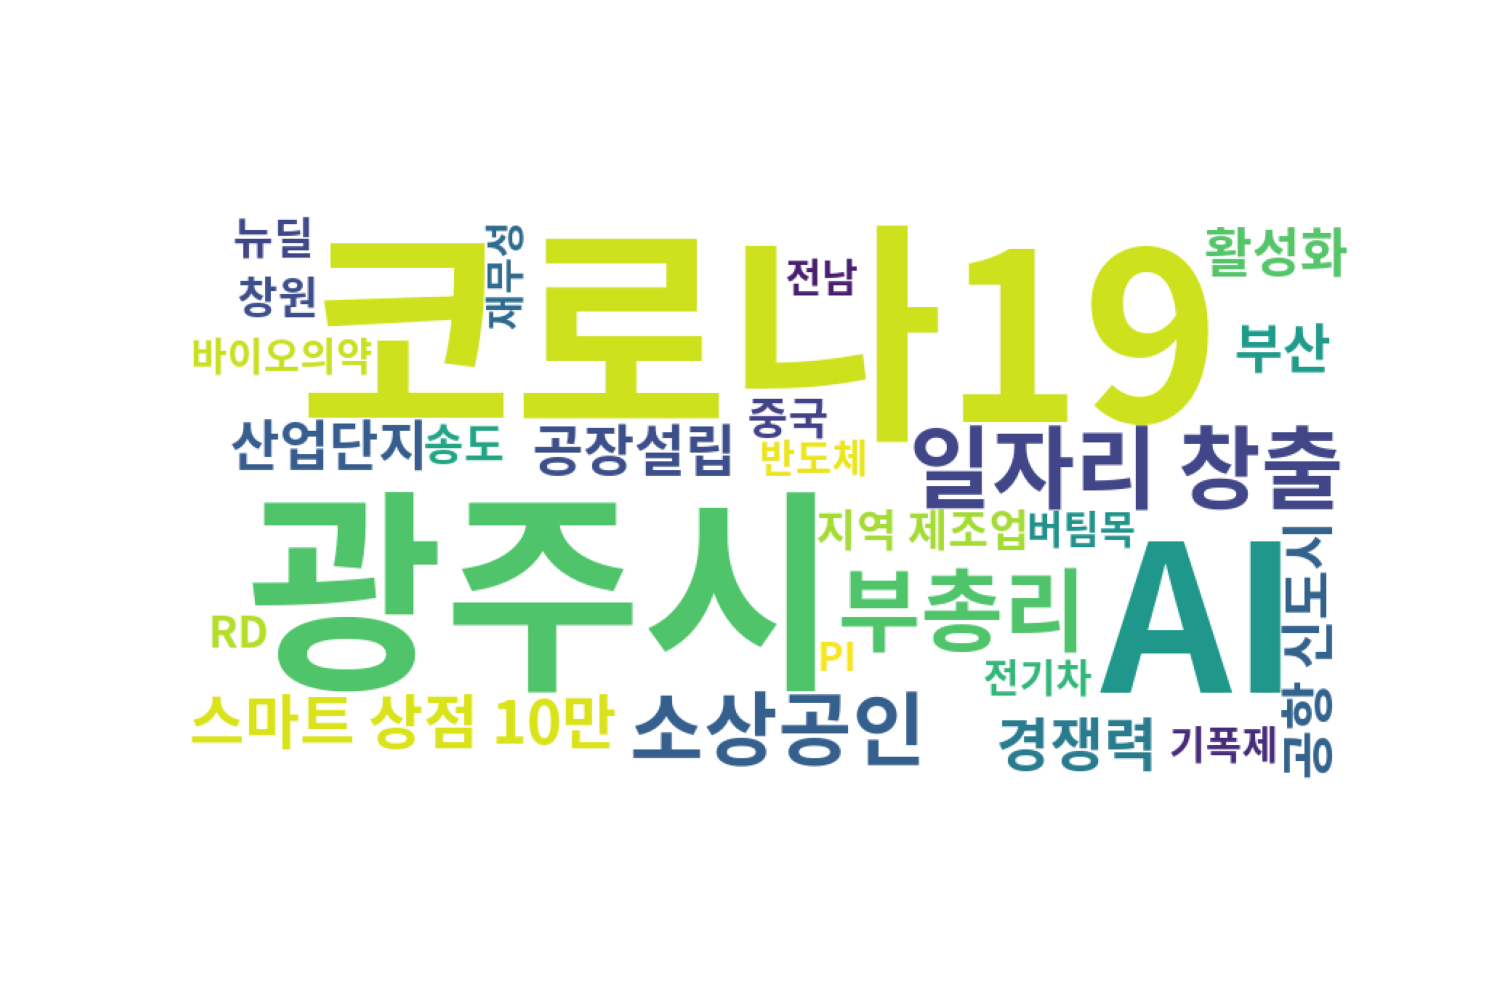 뉴딜
재무성
코로나19
전남
활성화
창원
바이오의약
부산
중국
산업단지
송도
공장설립
반도체
일자리 창출
광주시
지역 제조업
버팀목
AI
공항 신도시
부총리
RD
PI
전기차
스마트 상점 10만
소상공인
경쟁력
기폭제